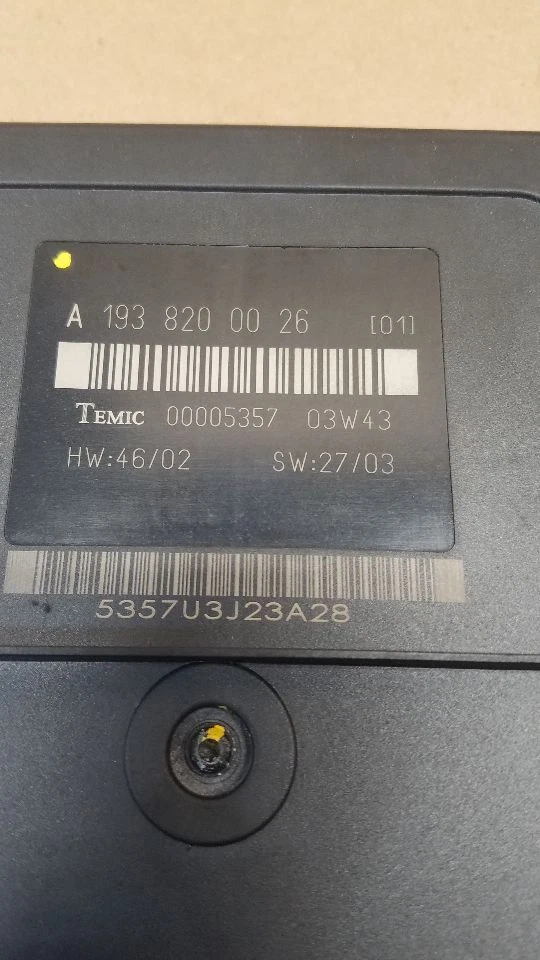 A 193 820 00 26 [01]
TEMIC 00005357 03W43
HW:46/02 SW:27/03
5357U3J23A28